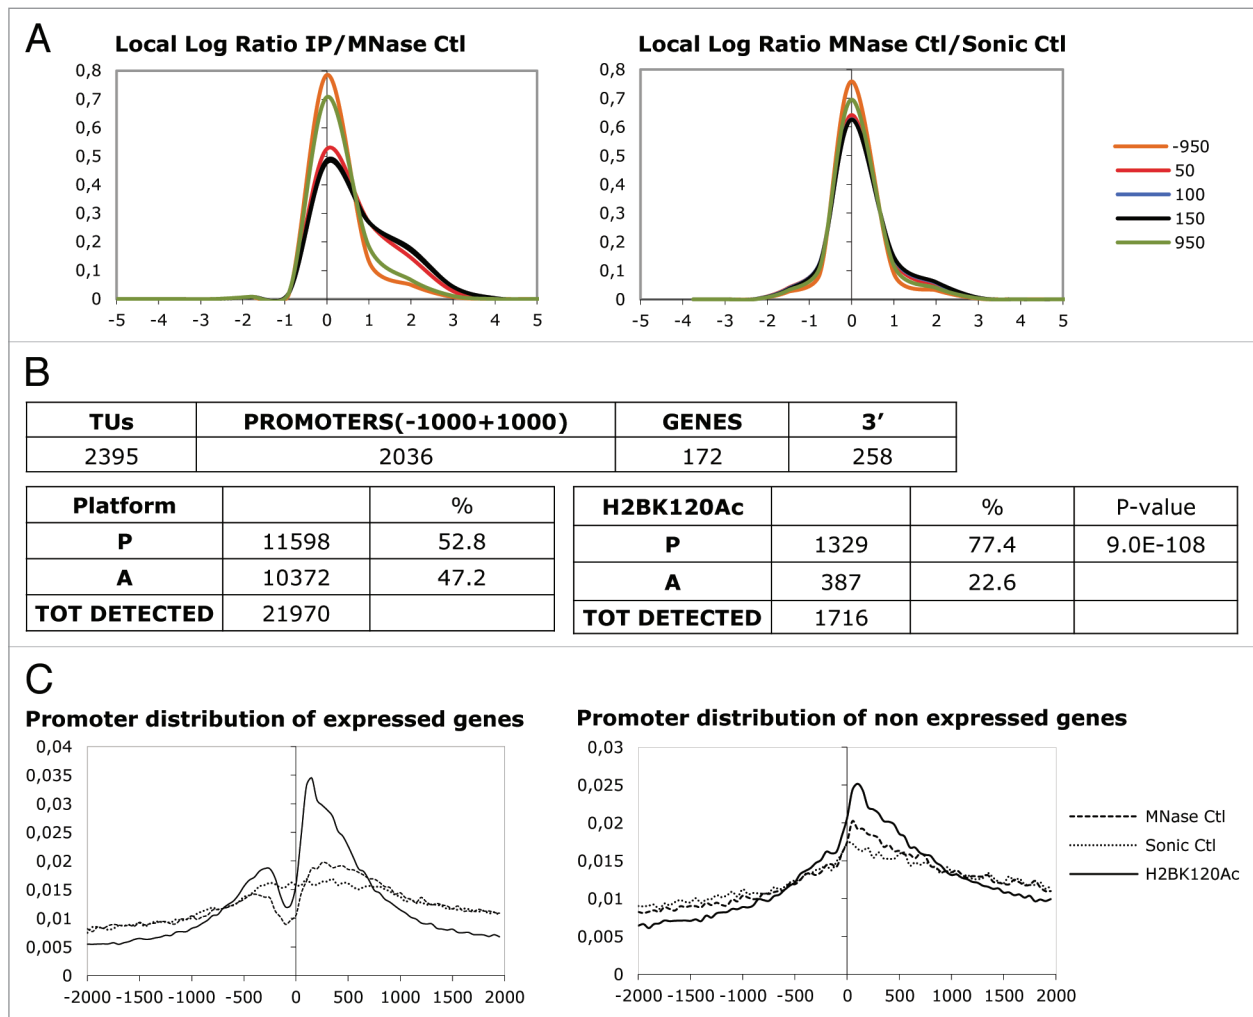 A
Local Log Ratio IP/MNase Ctl
0,8
0,7
0,6
0,5
0,4
0,3
0,2
0,1
0
-5 -4 -3 -2 -1 0 1 2 3 4 5
Local Log Ratio MNase Ctl/Sonic Ctl
0,8
0,7
0,6
0,5
0,4
0,3
0,2
0,1
0
-5 -4 -3 -2 -1 0 1 2 3 4 5
-950
50
100
150
950
B
TUs PROMOTERS(-1000+1000) GENES 3′
2395 2036 172 258
Platform %
P 11598 52.8
A 10372 47.2
TOT DETECTED 21970
H2BK120Ac % P-value
P 1329 77.4 9.0E-108
A 387 22.6
TOT DETECTED 1716
C
Promoter distribution of expressed genes
0,04
0,035
0,03
0,025
0,02
0,015
0,01
0,005
0
-2000 -1500 -1000 -500 0 500 1000 1500 2000
Promoter distribution of non expressed genes
0,03
0,025
0,02
0,015
0,01
0,005
0
-2000 -1500 -1000 -500 0 500 1000 1500 2000
MNase Ctl
Sonic Ctl
H2BK120Ac